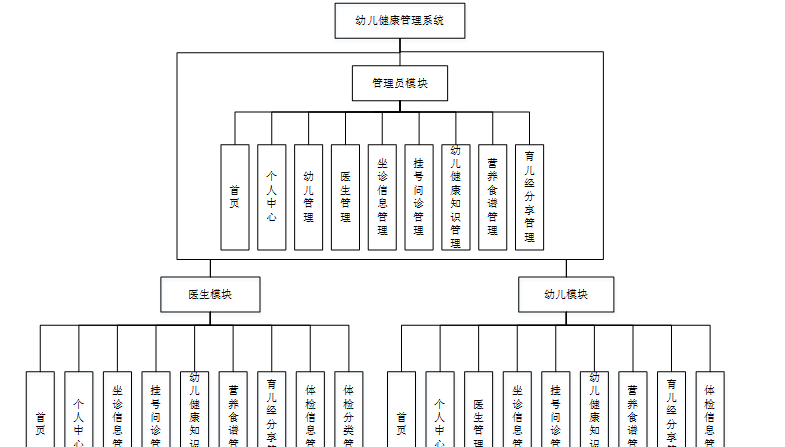 幼儿健康管理系统
管理员模块
首页
个人中心
幼儿管理
医生管理
坐诊信息管理
挂号问诊管理
幼儿健康知识管理
营养食谱管理
育儿经分享管理
医生模块
幼儿模块
首页
个人中心
坐诊信息管
挂号问诊管
幼儿健康知识
营养食谱管
育儿经分享管
体检信息管
体检分类管
首页
个人中心
医生管理
坐诊信息管
挂号问诊管
幼儿健康知识
营养食谱管
育儿经分享管
体检信息管